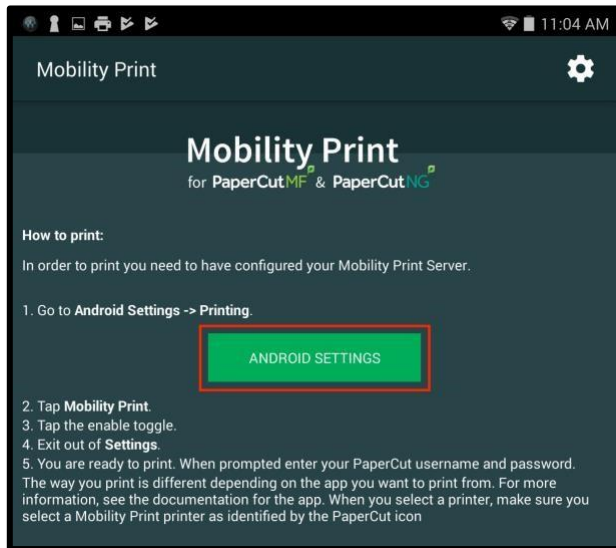 11:04 AM
Mobility Print
Mobility Print
for PaperCutMF & PaperCutNG
How to print:
In order to print you need to have configured your Mobility Print Server.
1. Go to Android Settings -> Printing.
ANDROID SETTINGS
2. Tap Mobility Print.
3. Tap the enable toggle.
4. Exit out of Settings.
5. You are ready to print. When prompted enter your PaperCut username and password.
The way you print is different depending on the app you want to print from. For more
information, see the documentation for the app. When you select a printer, make sure you
select a Mobility Print printer as identified by the PaperCut icon